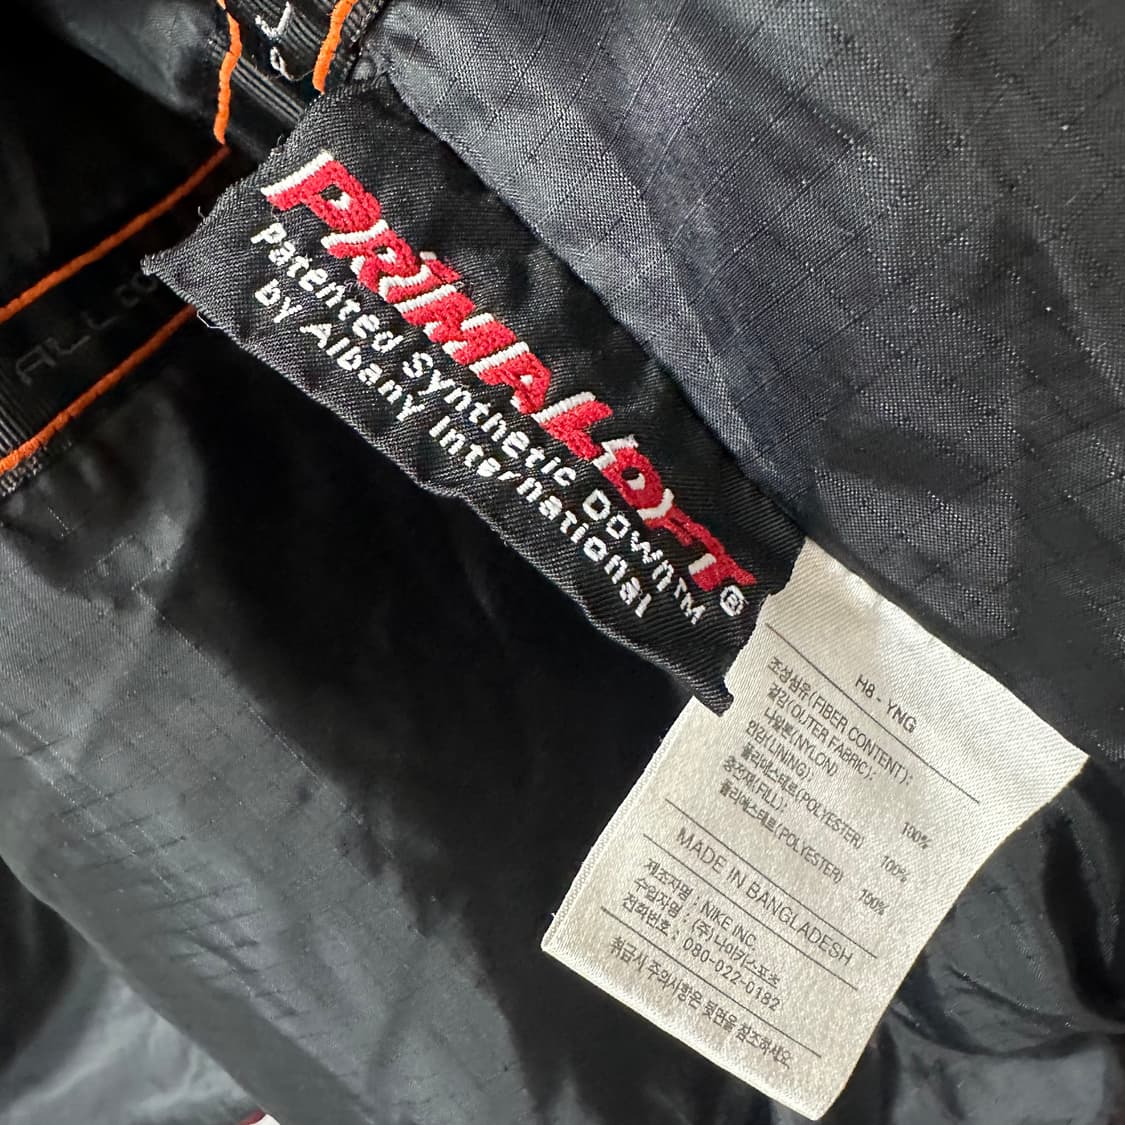 PRIMALOFT®
Patented Synthetic Down™
by Albany International
H8 - YNG
조성섬유(FIBER CONTENT):
겉감(OUTER FABRIC):
나일론(NYLON) 100%
안감(LINING):
폴리에스테르(POLYESTER) 100%
충전재(FILL):
폴리에스테르(POLYESTER) 100%
MADE IN BANGLADESH
제조자명 : NIKE INC.
수입자명 : (주)나이키스포츠
전화번호 : 080-022-0182
취급시 주의사항은 뒷면을 참조하세요
ALL CO